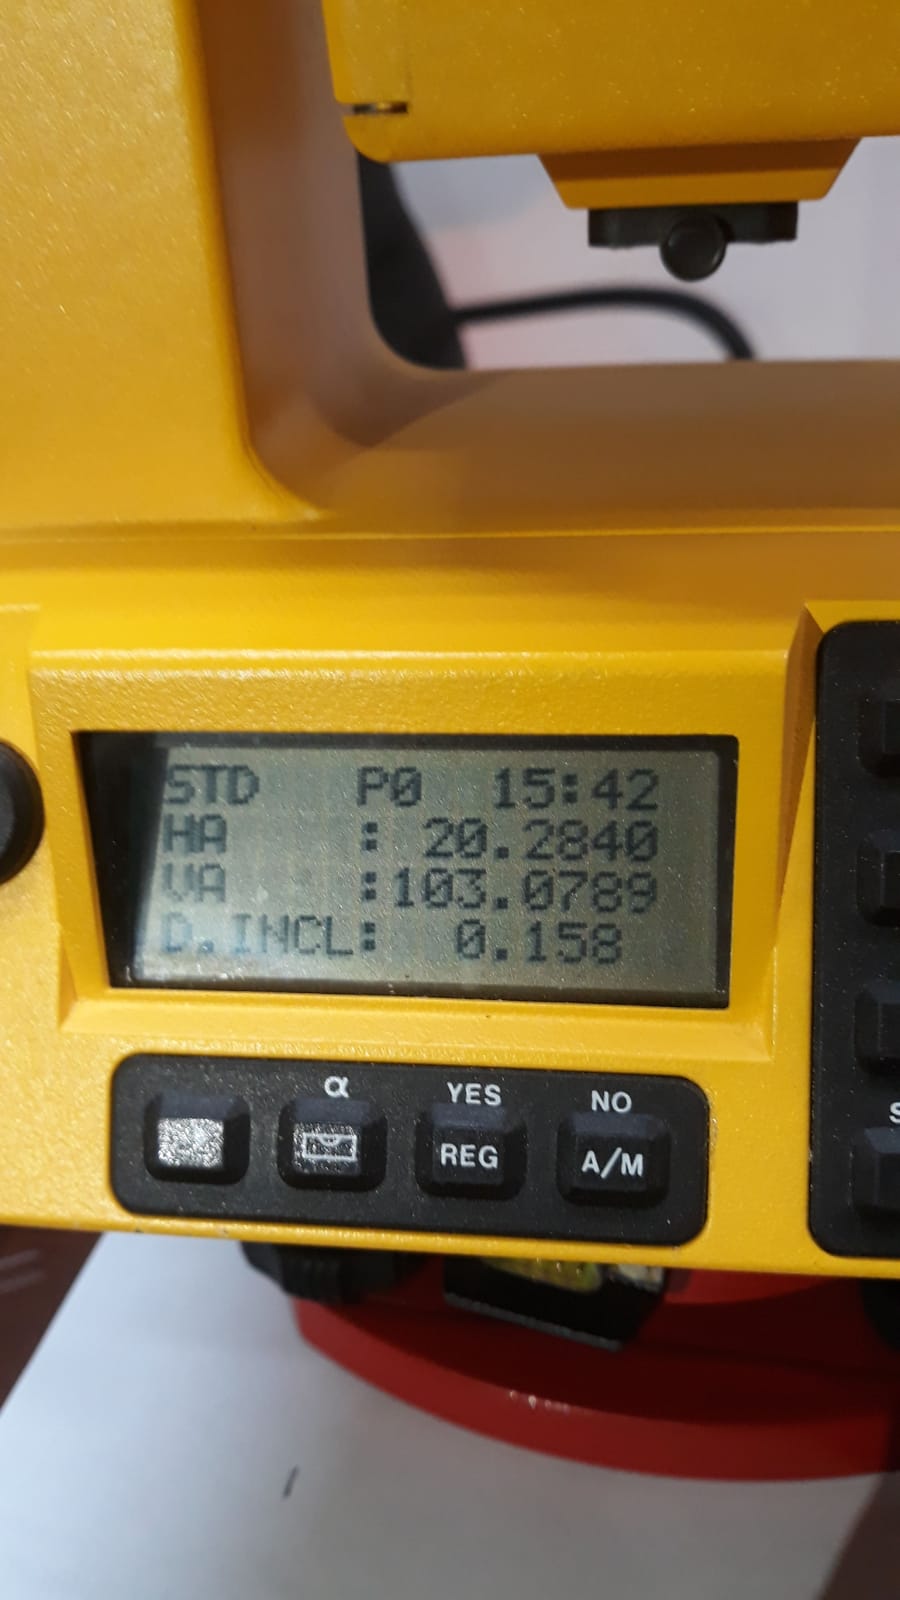 STD P0 15:42
HA : 20.2840
VA :103.0789
D.INCL: 0.158
α YES NO
REG A/M
S